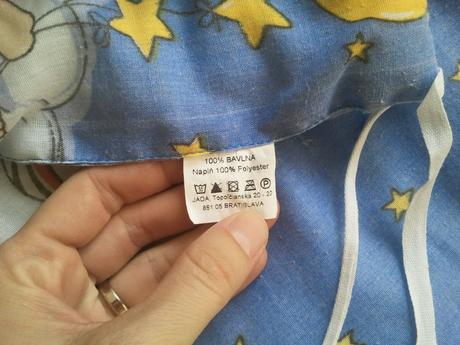 100% BAVLNA
Náplň 100% Polyester
JADA, Topoľčianska 20 - 22
851 05 BRATISLAVA